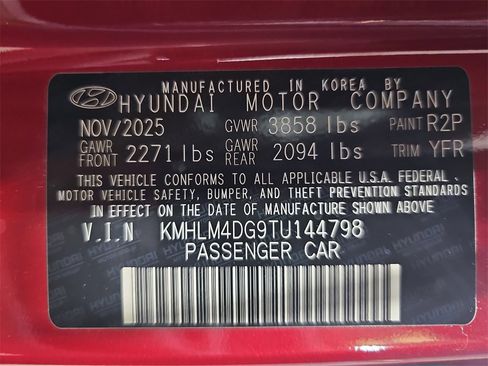 MANUFACTURED IN KOREA BY
HYUNDAI MOTOR COMPANY
NOV/2025 GVWR 3858 lbs PAINT R2P
GAWR FRONT 2271 lbs GAWR REAR 2094 lbs TRIM YFR
THIS VEHICLE CONFORMS TO ALL APPLICABLE U.S.A. FEDERAL
MOTOR VEHICLE SAFETY, BUMPER, AND THEFT PREVENTION STANDARDS
IN EFFECT ON THE DATE OF MANUFACTURE SHOWN ABOVE
V.I.N KMHLM4DG9TU144798
PASSENGER CAR